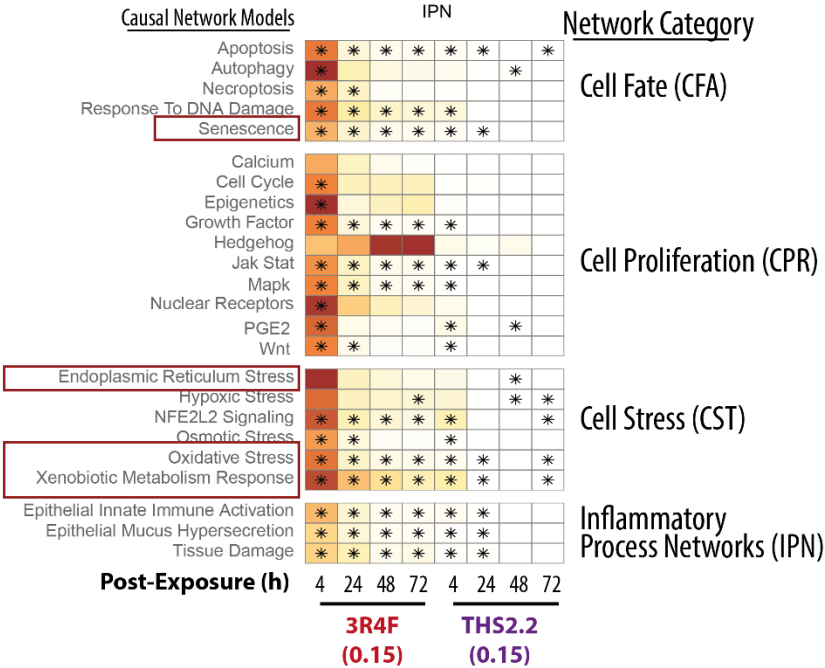 Causal Network Models
IPN
Network Category
Apoptosis
Autophagy
Necroptosis
Response To DNA Damage
Senescence
Cell Fate (CFA)
Calcium
Cell Cycle
Epigenetics
Growth Factor
Hedgehog
Jak Stat
Mapk
Nuclear Receptors
PGE2
Wnt
Cell Proliferation (CPR)
Endoplasmic Reticulum Stress
Hypoxic Stress
NFE2L2 Signaling
Osmotic Stress
Oxidative Stress
Xenobiotic Metabolism Response
Cell Stress (CST)
Epithelial Innate Immune Activation
Epithelial Mucus Hypersecretion
Tissue Damage
Inflammatory
Process Networks (IPN)
Post-Exposure (h) 4 24 48 72 4 24 48 72
3R4F THS2.2
(0.15) (0.15)